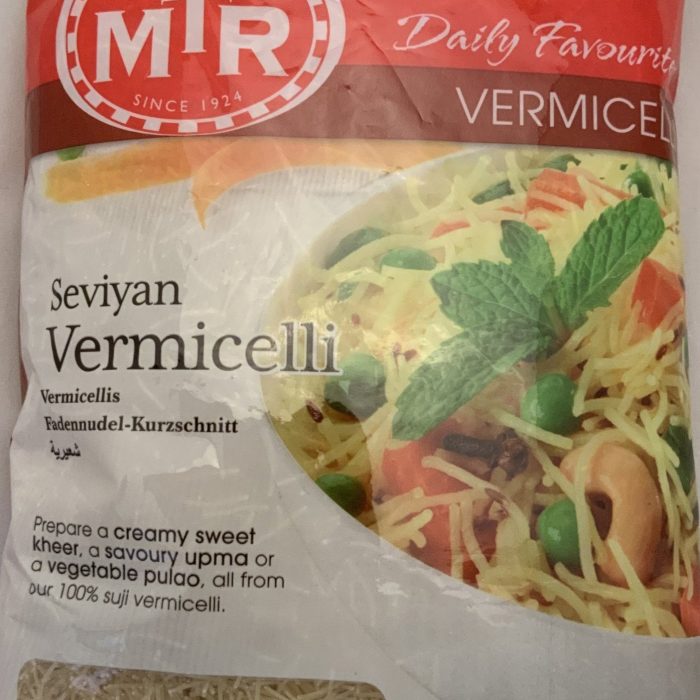 MTR
SINCE 1924
Daily Favourite
VERMICEL
Seviyan
Vermicelli
Vermicellis
Fadennudel-Kurzschnitt
شعيرية
Prepare a creamy sweet
kheer, a savoury upma or
a vegetable pulao, all from
our 100% suji vermicelli.